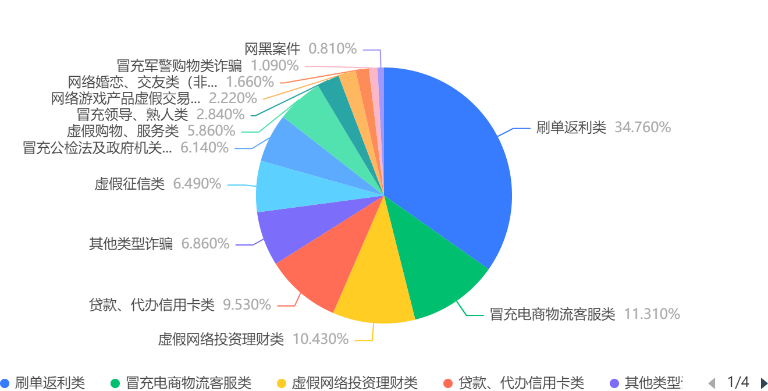 网黑案件 0.810%
冒充军警购物类诈骗 1.090%
网络婚恋、交友类（非... 1.660%
网络游戏产品虚假交易... 2.220%
冒充领导、熟人类 2.840%
虚假购物、服务类 5.860%
冒充公检法及政府机关... 6.140%
虚假征信类 6.490%
其他类型诈骗 6.860%
贷款、代办信用卡类 9.530%
虚假网络投资理财类 10.430%
刷单返利类 34.760%
冒充电商物流客服类 11.310%
刷单返利类 冒充电商物流客服类 虚假网络投资理财类 贷款、代办信用卡类 其他类型 1/4